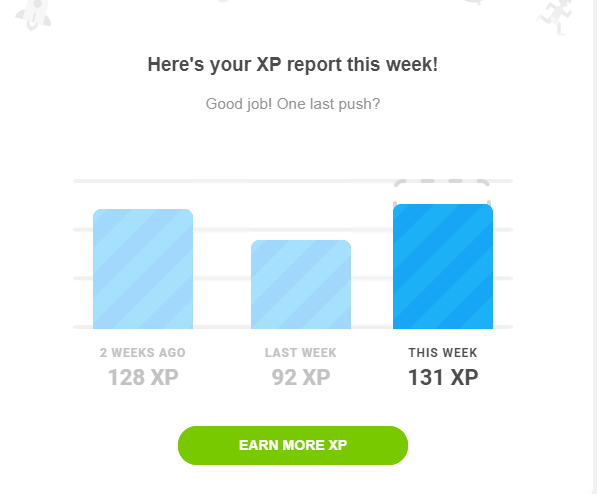 Here's your XP report this week!
Good job! One last push?
2 WEEKS AGO
128 XP
LAST WEEK
92 XP
THIS WEEK
131 XP
EARN MORE XP